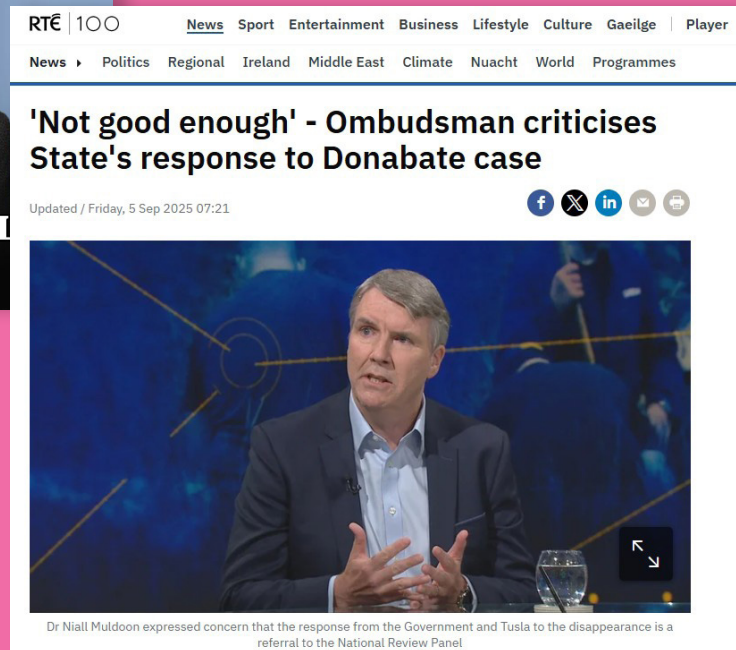 RTÉ 100 News Sport Entertainment Business Lifestyle Culture Gaeilge Player
News Politics Regional Ireland Middle East Climate Nuacht World Programmes
'Not good enough' - Ombudsman criticises
State's response to Donabate case
Updated / Friday, 5 Sep 2025 07:21
Dr Niall Muldoon expressed concern that the response from the Government and Tusla to the disappearance is a
referral to the National Review Panel